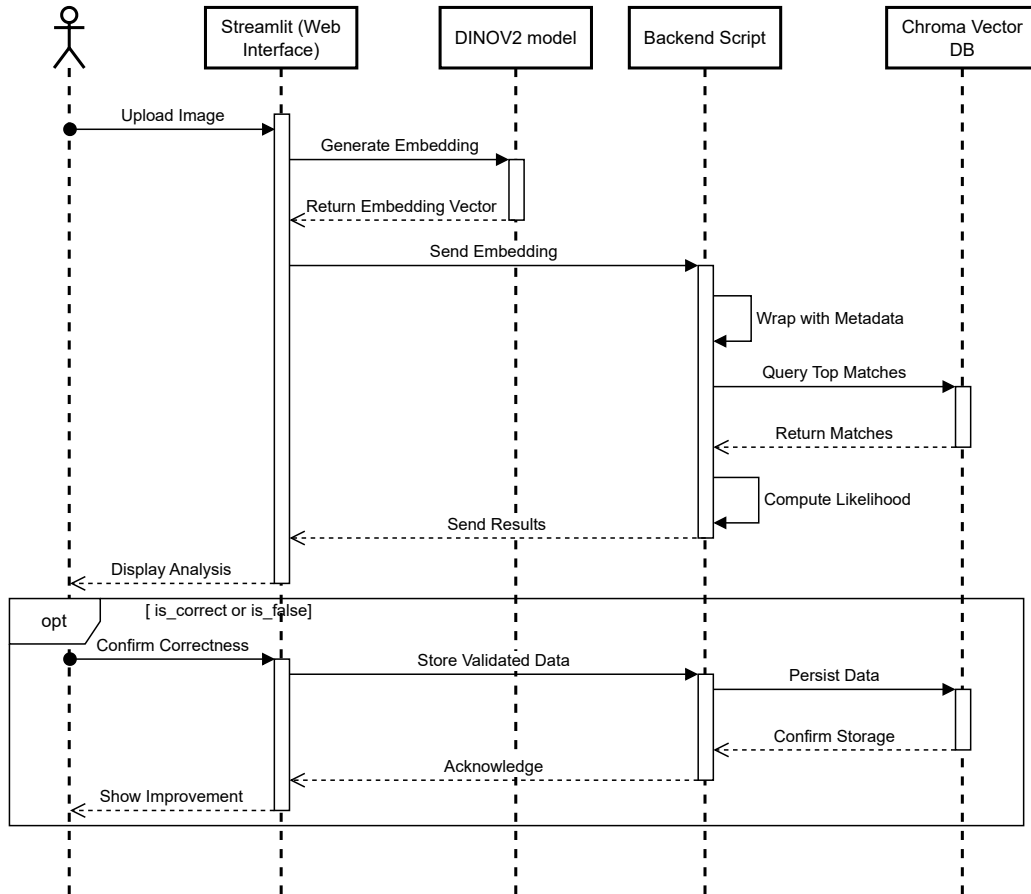 Streamlit (Web
Interface)
DINOV2 model
Backend Script
Chroma Vector
DB
Upload Image
Generate Embedding
Return Embedding Vector
Send Embedding
Wrap with Metadata
Query Top Matches
Return Matches
Compute Likelihood
Send Results
Display Analysis
opt
[ is_correct or is_false]
Confirm Correctness
Store Validated Data
Persist Data
Confirm Storage
Acknowledge
Show Improvement